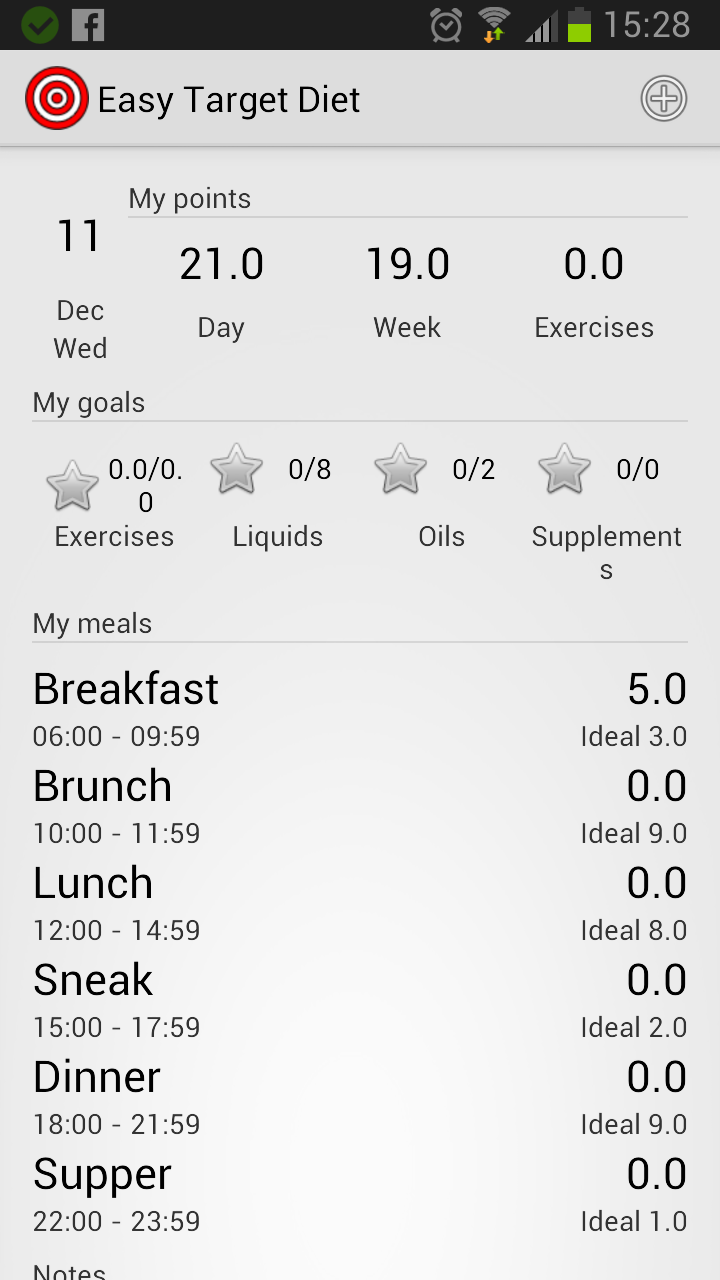 15:28
Easy Target Diet
My points
11
21.0 19.0 0.0
Dec
Day Week Exercises
Wed
My goals
0.0/0. 0/8 0/2 0/0
0
Exercises Liquids Oils Supplement
s
My meals
Breakfast 5.0
06:00 - 09:59 Ideal 3.0
Brunch 0.0
10:00 - 11:59 Ideal 9.0
Lunch 0.0
12:00 - 14:59 Ideal 8.0
Sneak 0.0
15:00 - 17:59 Ideal 2.0
Dinner 0.0
18:00 - 21:59 Ideal 9.0
Supper 0.0
22:00 - 23:59 Ideal 1.0
Notes